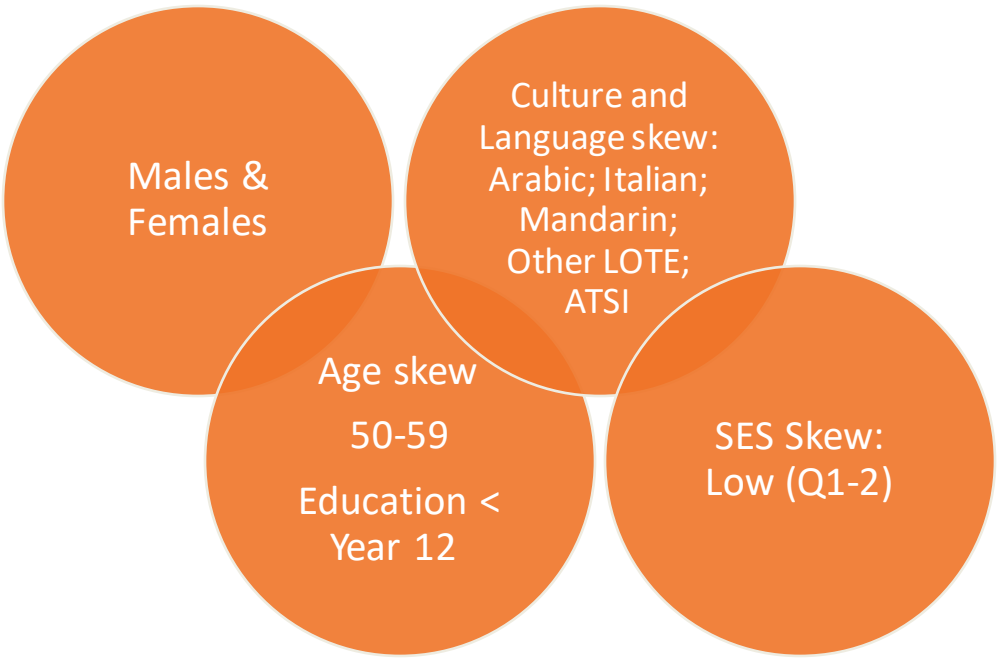 Males &
Females
Culture and
Language skew:
Arabic; Italian;
Mandarin;
Other LOTE;
ATSI
Age skew
50-59
Education <
Year 12
SES Skew:
Low (Q1-2)